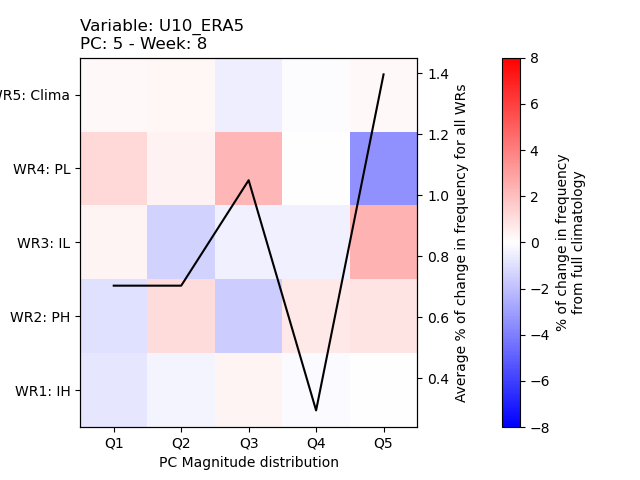 Variable: U10_ERA5
PC: 5 - Week: 8
WR5: Clima
WR4: PL
WR3: IL
WR2: PH
WR1: IH
Q1 Q2 Q3 Q4 Q5
PC Magnitude distribution
1.4
1.2
1.0
0.8
0.6
0.4
Average % of change in frequency for all WRs
8
6
4
2
0
−2
−4
−6
−8
% of change in frequency
from full climatology